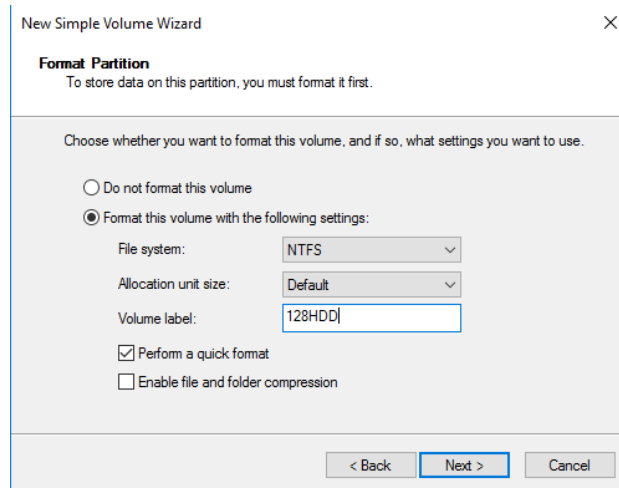 New Simple Volume Wizard
Format Partition
To store data on this partition, you must format it first.
Choose whether you want to format this volume, and if so, what settings you want to use.
Do not format this volume
Format this volume with the following settings:
File system: NTFS
Allocation unit size: Default
Volume label: 128HDD
Perform a quick format
Enable file and folder compression
< Back Next > Cancel